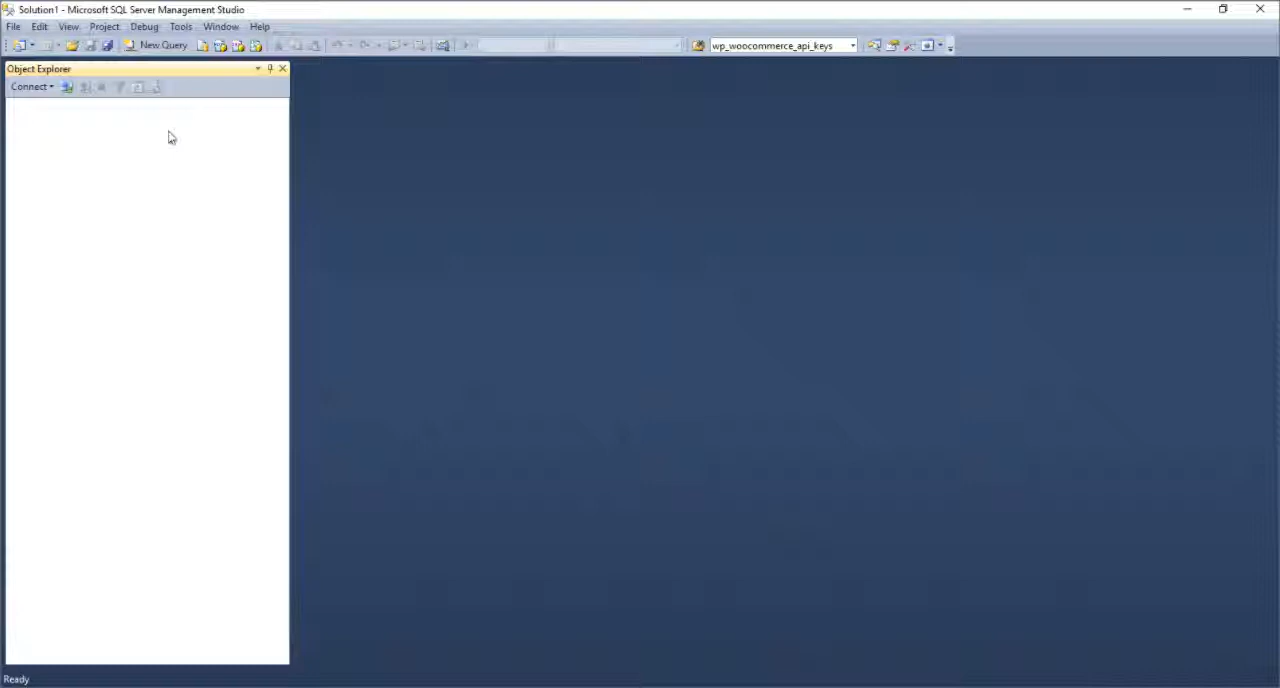 Solution1 - Microsoft SQL Server Management Studio
File Edit View Project Debug Tools Window Help
New Query wp_woocommerce_api_keys
Object Explorer
Connect
Ready